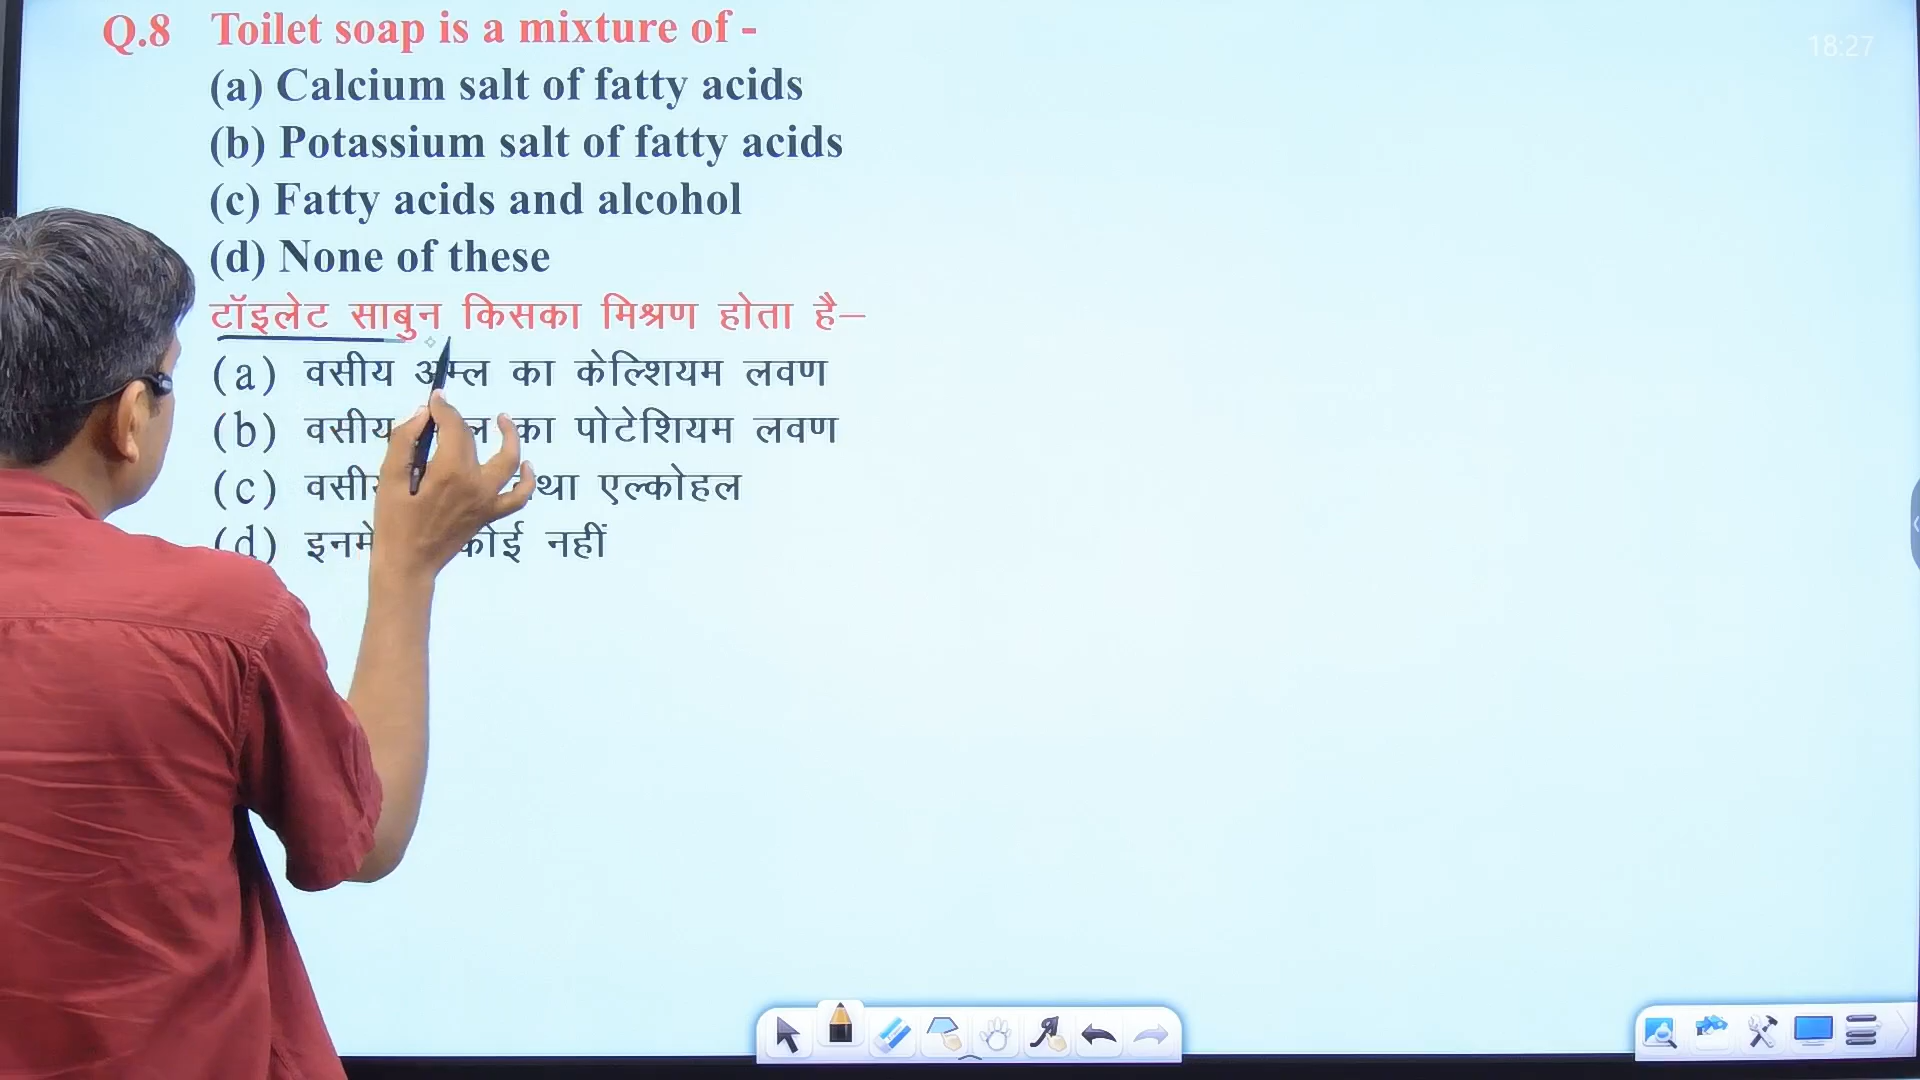 18:27
Q.8 Toilet soap is a mixture of -
(a) Calcium salt of fatty acids
(b) Potassium salt of fatty acids
(c) Fatty acids and alcohol
(d) None of these
टॉइलेट साबुन किसका मिश्रण होता है–
(a) वसीय अम्ल का केल्शियम लवण
(b) वसीय का पोटेशियम लवण
(c) तथा एल्कोहल
(d) कोई नहीं